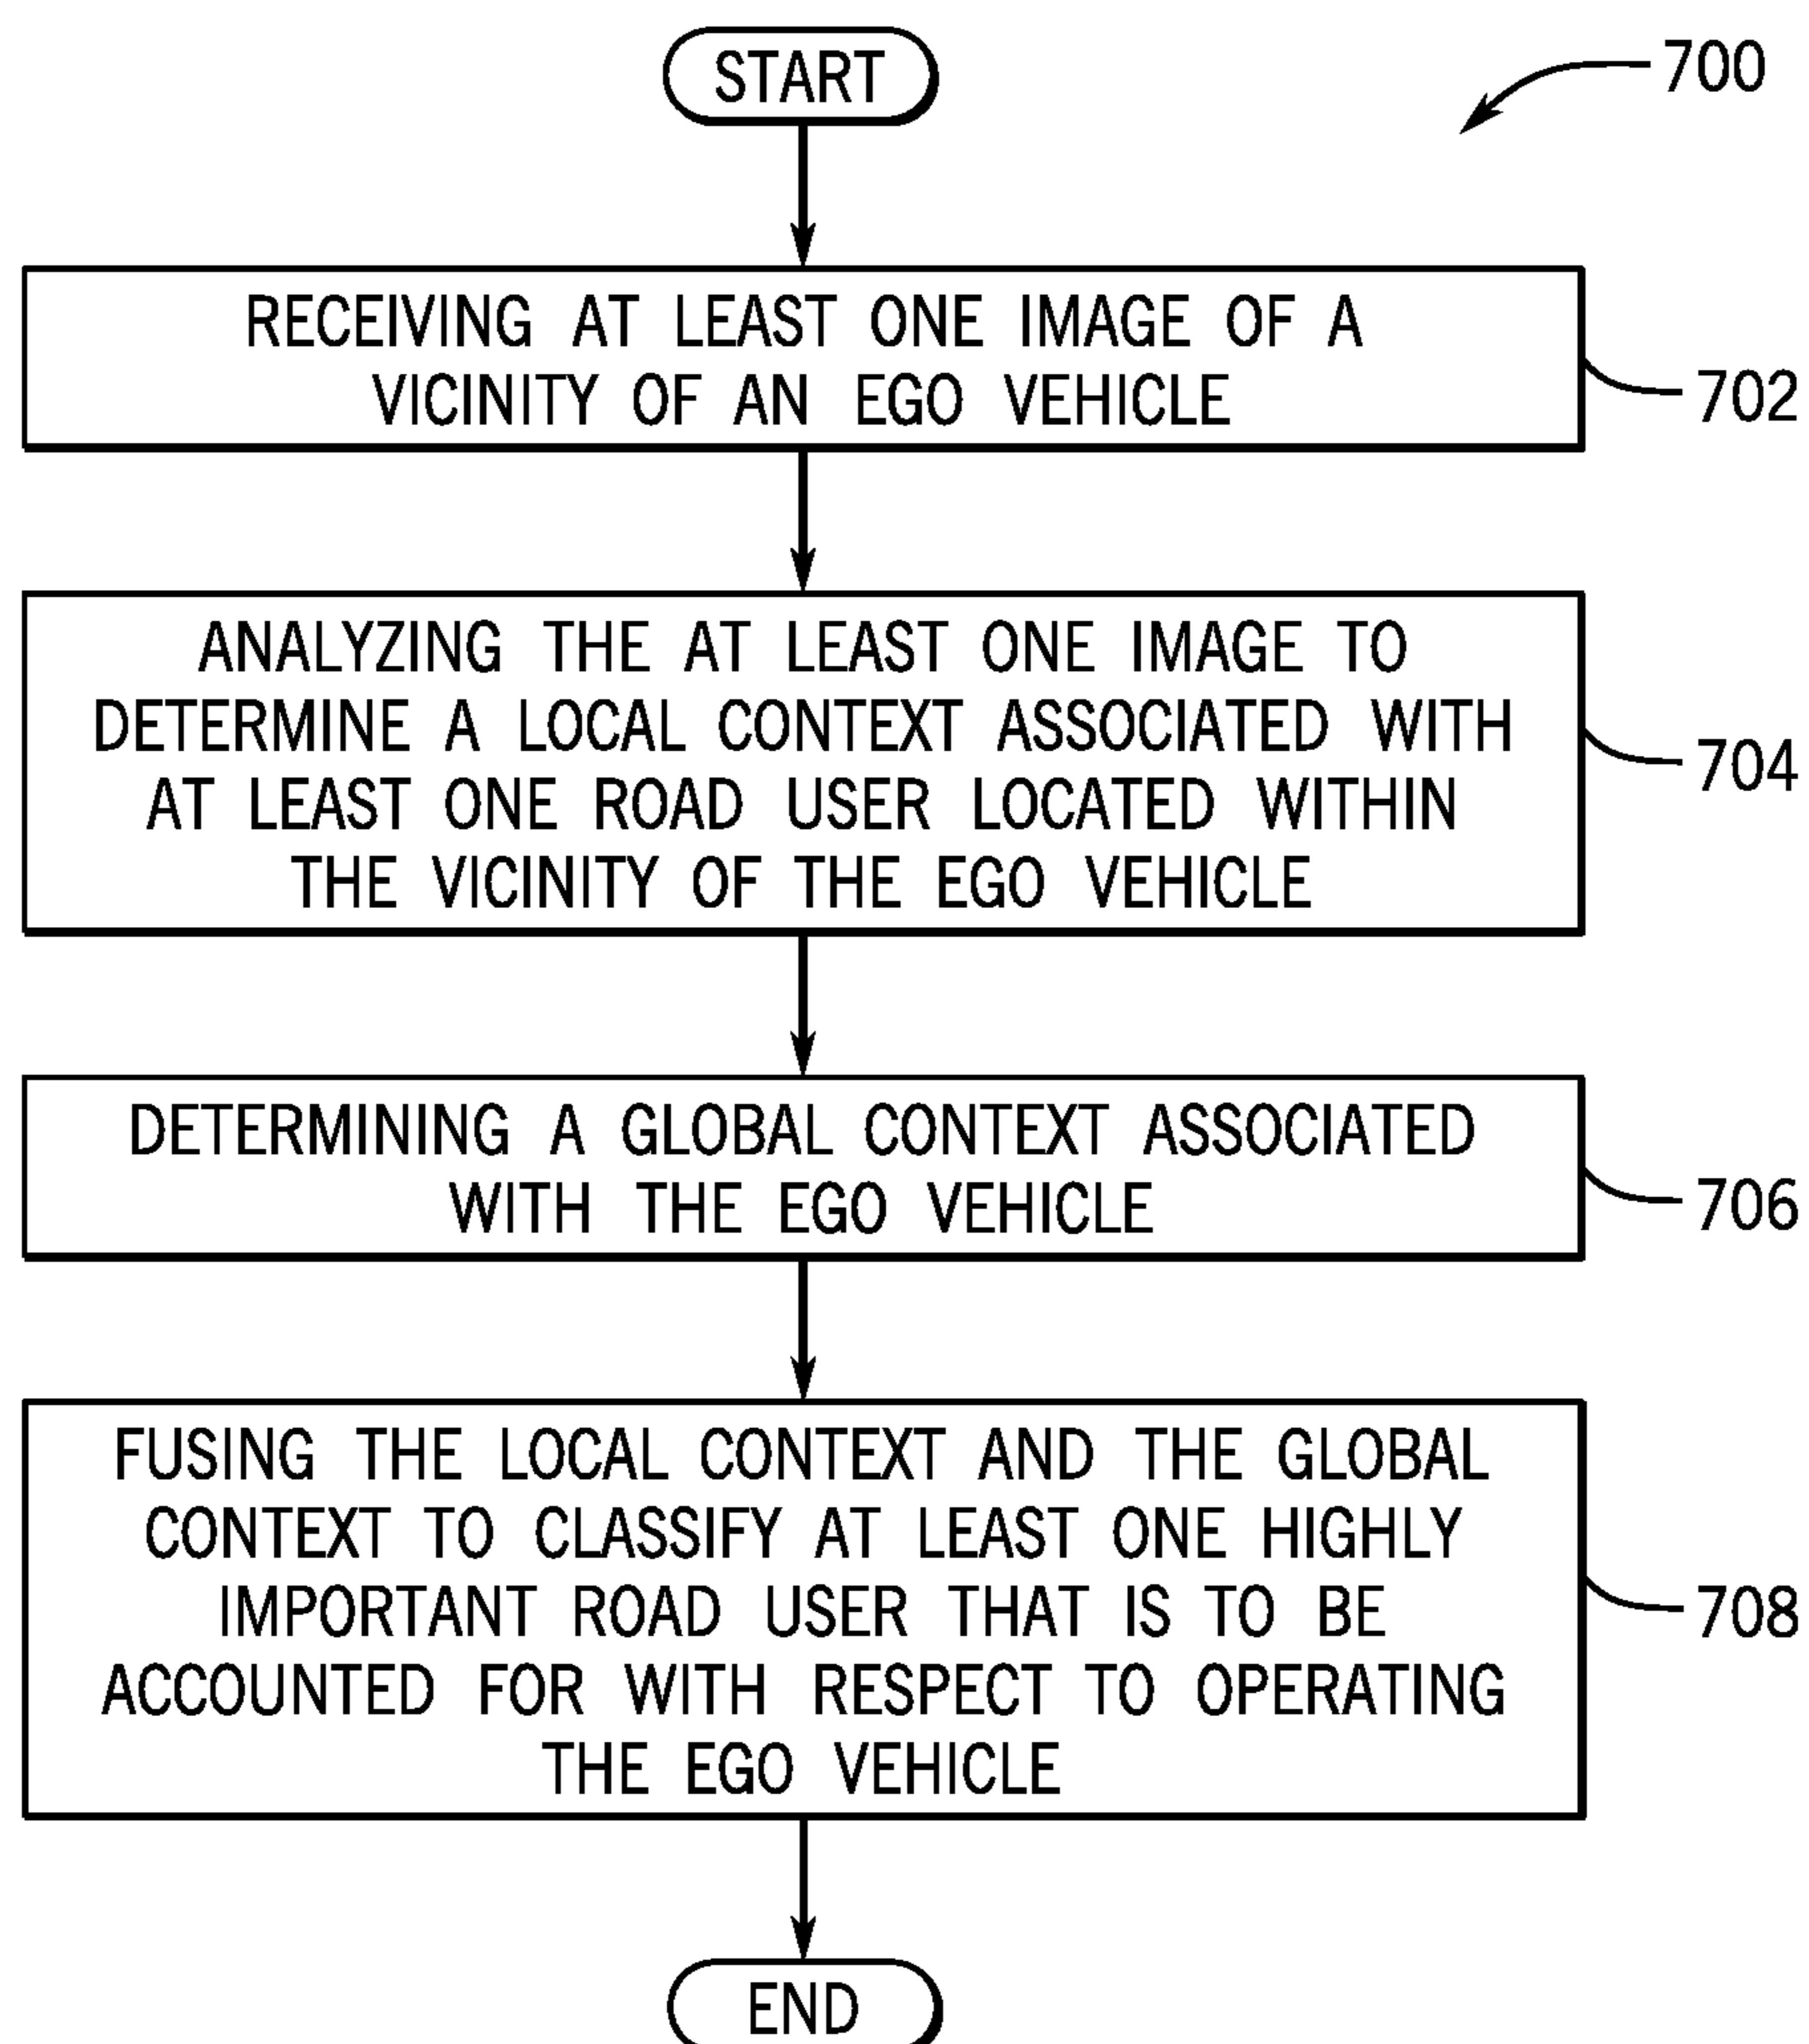 START
700
RECEIVING AT LEAST ONE IMAGE OF A
VICINITY OF AN EGO VEHICLE
702
ANALYZING THE AT LEAST ONE IMAGE TO
DETERMINE A LOCAL CONTEXT ASSOCIATED WITH
AT LEAST ONE ROAD USER LOCATED WITHIN
THE VICINITY OF THE EGO VEHICLE
704
DETERMINING A GLOBAL CONTEXT ASSOCIATED
WITH THE EGO VEHICLE
706
FUSING THE LOCAL CONTEXT AND THE GLOBAL
CONTEXT TO CLASSIFY AT LEAST ONE HIGHLY
IMPORTANT ROAD USER THAT IS TO BE
ACCOUNTED FOR WITH RESPECT TO OPERATING
THE EGO VEHICLE
708
END